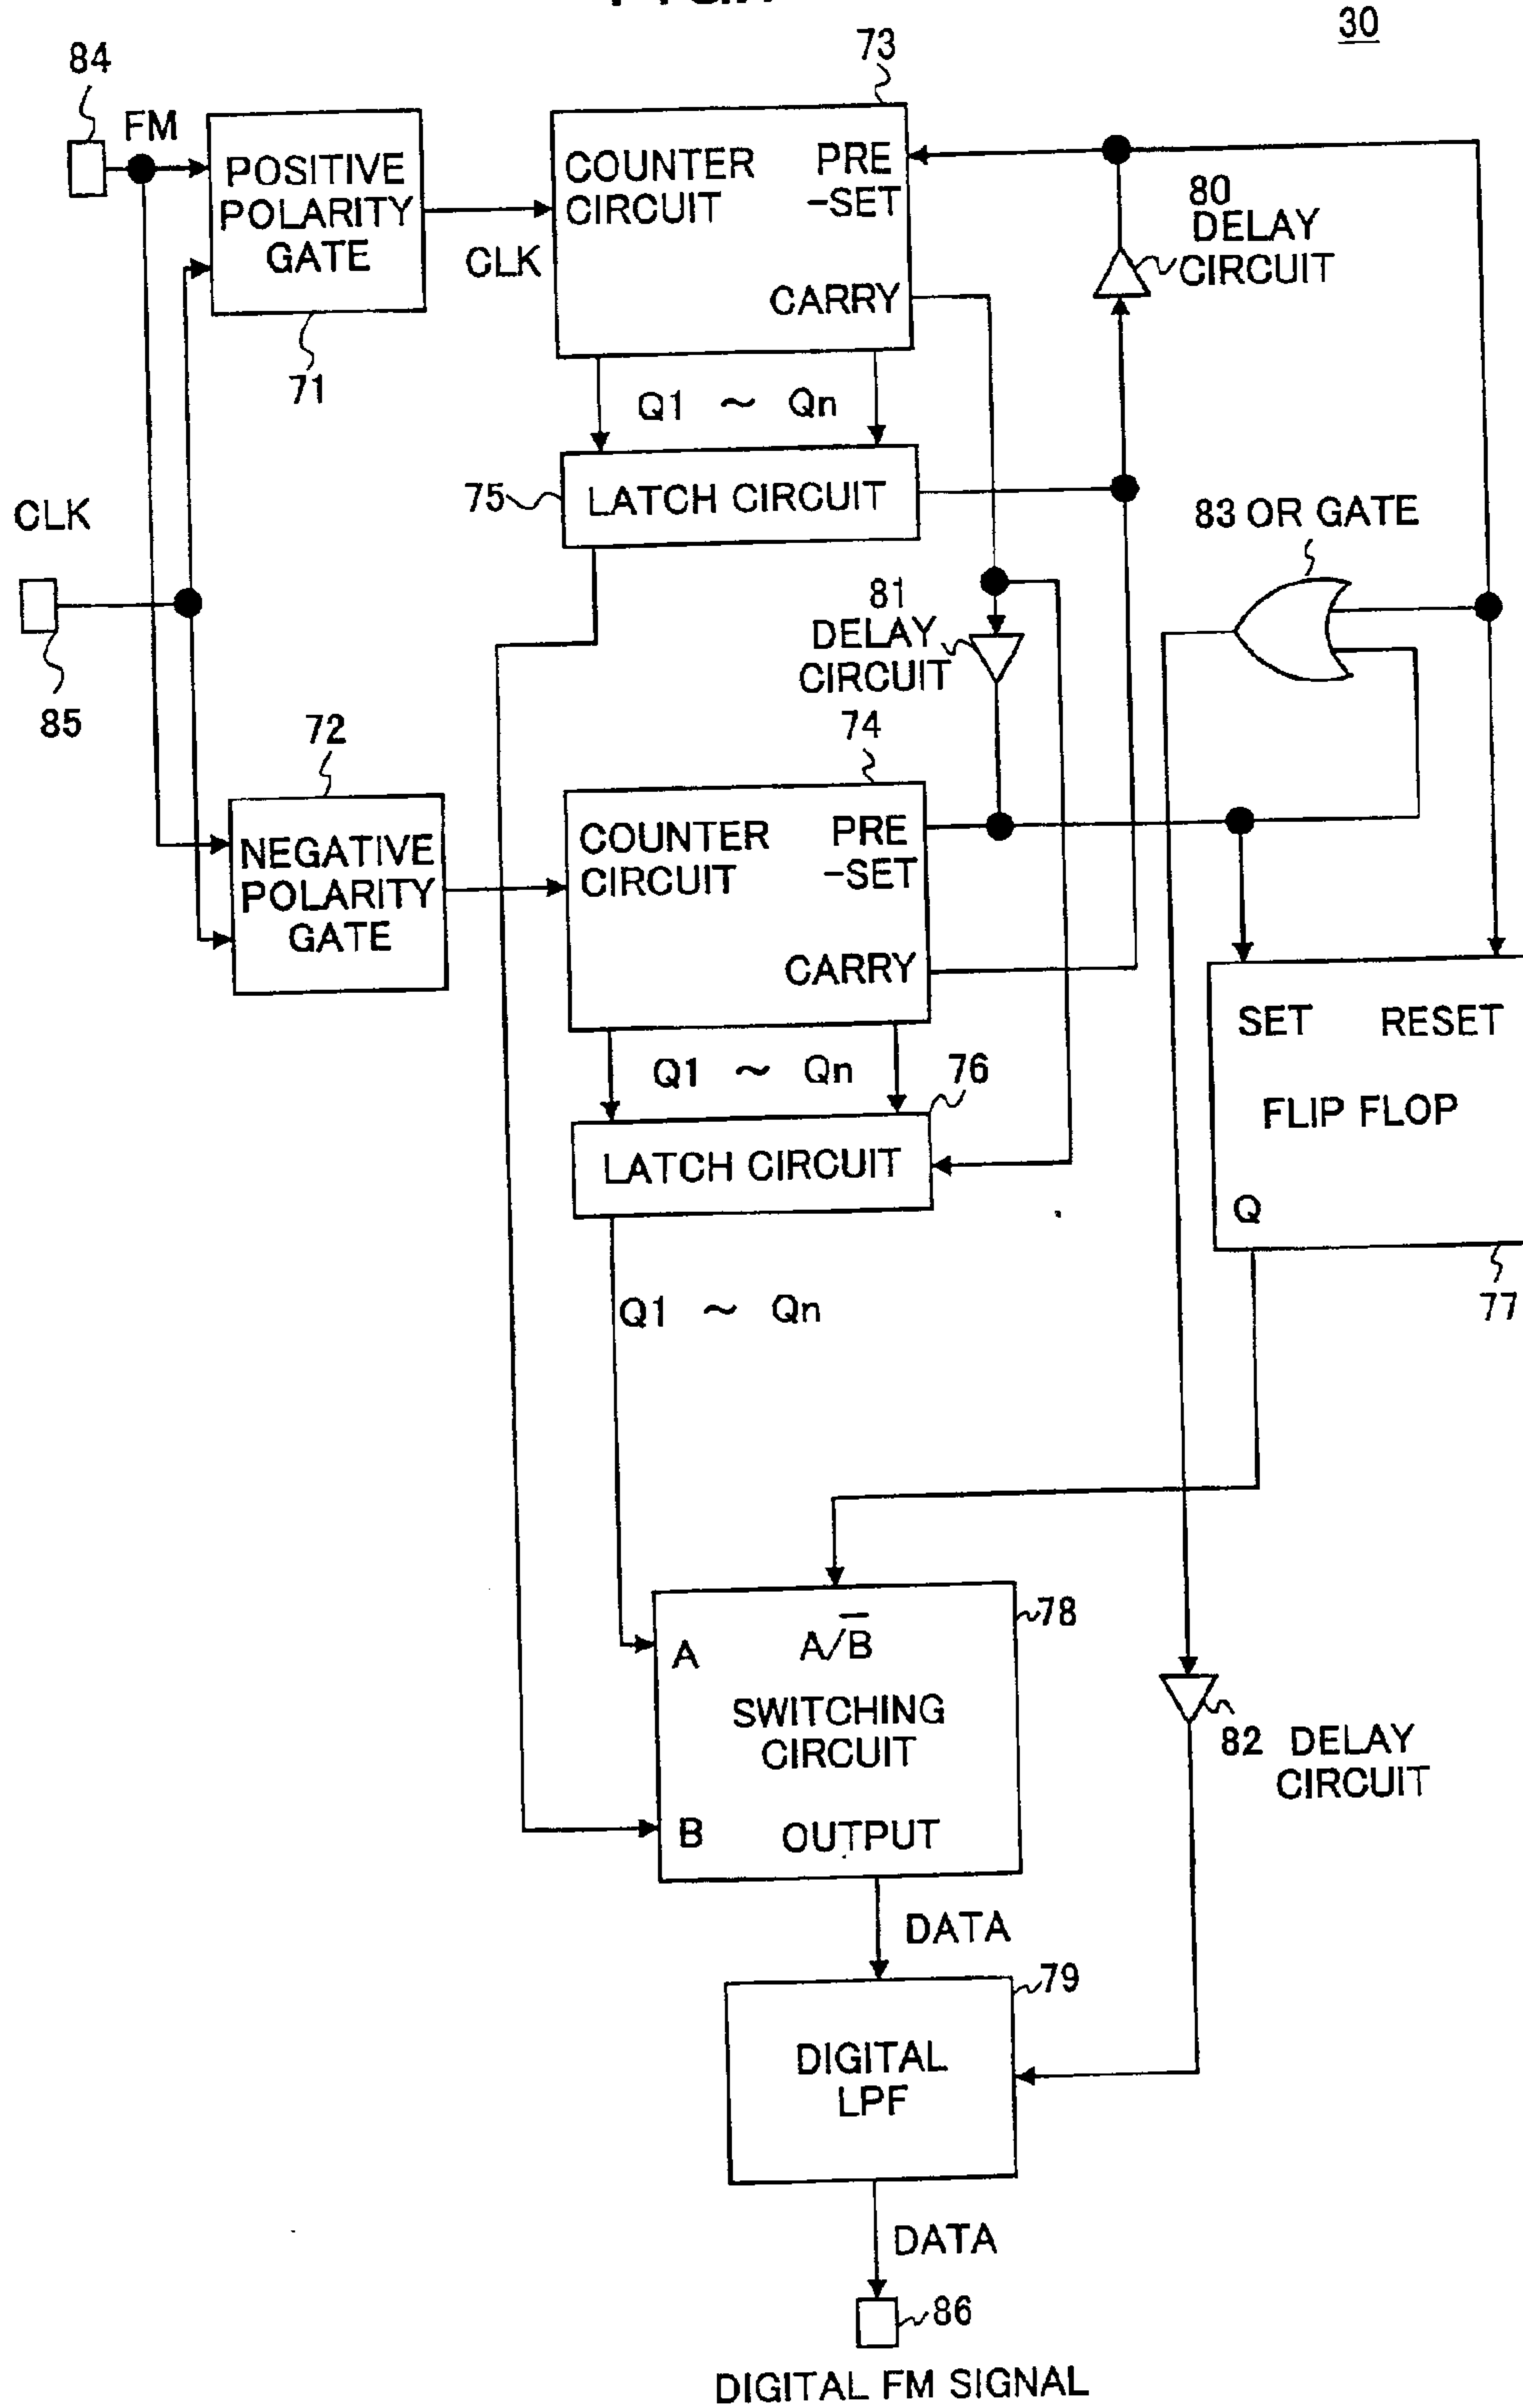 30
84
FM
73
POSITIVE
POLARITY
GATE
71
CLK
COUNTER
CIRCUIT
PRE
-SET
CARRY
80
DELAY
CIRCUIT
Q1 ~ Qn
75
LATCH CIRCUIT
CLK
85
83 OR GATE
81
DELAY
CIRCUIT
72
NEGATIVE
POLARITY
GATE
74
COUNTER
CIRCUIT
PRE
-SET
CARRY
Q1 ~ Qn
76
LATCH CIRCUIT
SET RESET
FLIP FLOP
Q
77
Q1 ~ Qn
78
A
A/B̅
SWITCHING
CIRCUIT
B
OUTPUT
82 DELAY
CIRCUIT
DATA
79
DIGITAL
LPF
DATA
86
DIGITAL FM SIGNAL